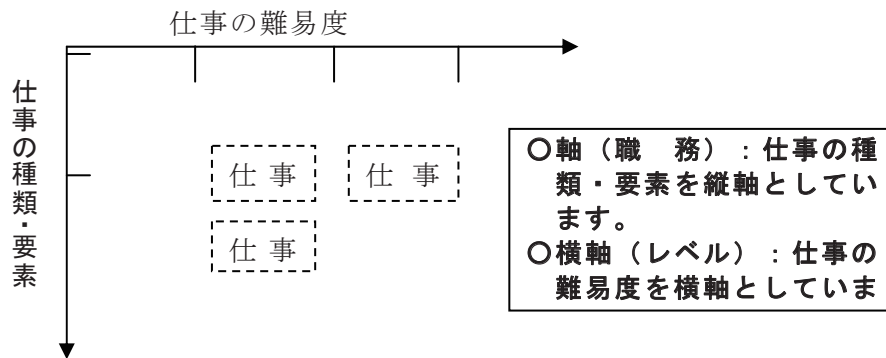 仕事の難易度
仕事の種類・要素
仕事 仕事
仕事
○軸（職　務）：仕事の種
類・要素を縦軸としてい
ます。
○横軸（レベル）：仕事の
難易度を横軸としていま